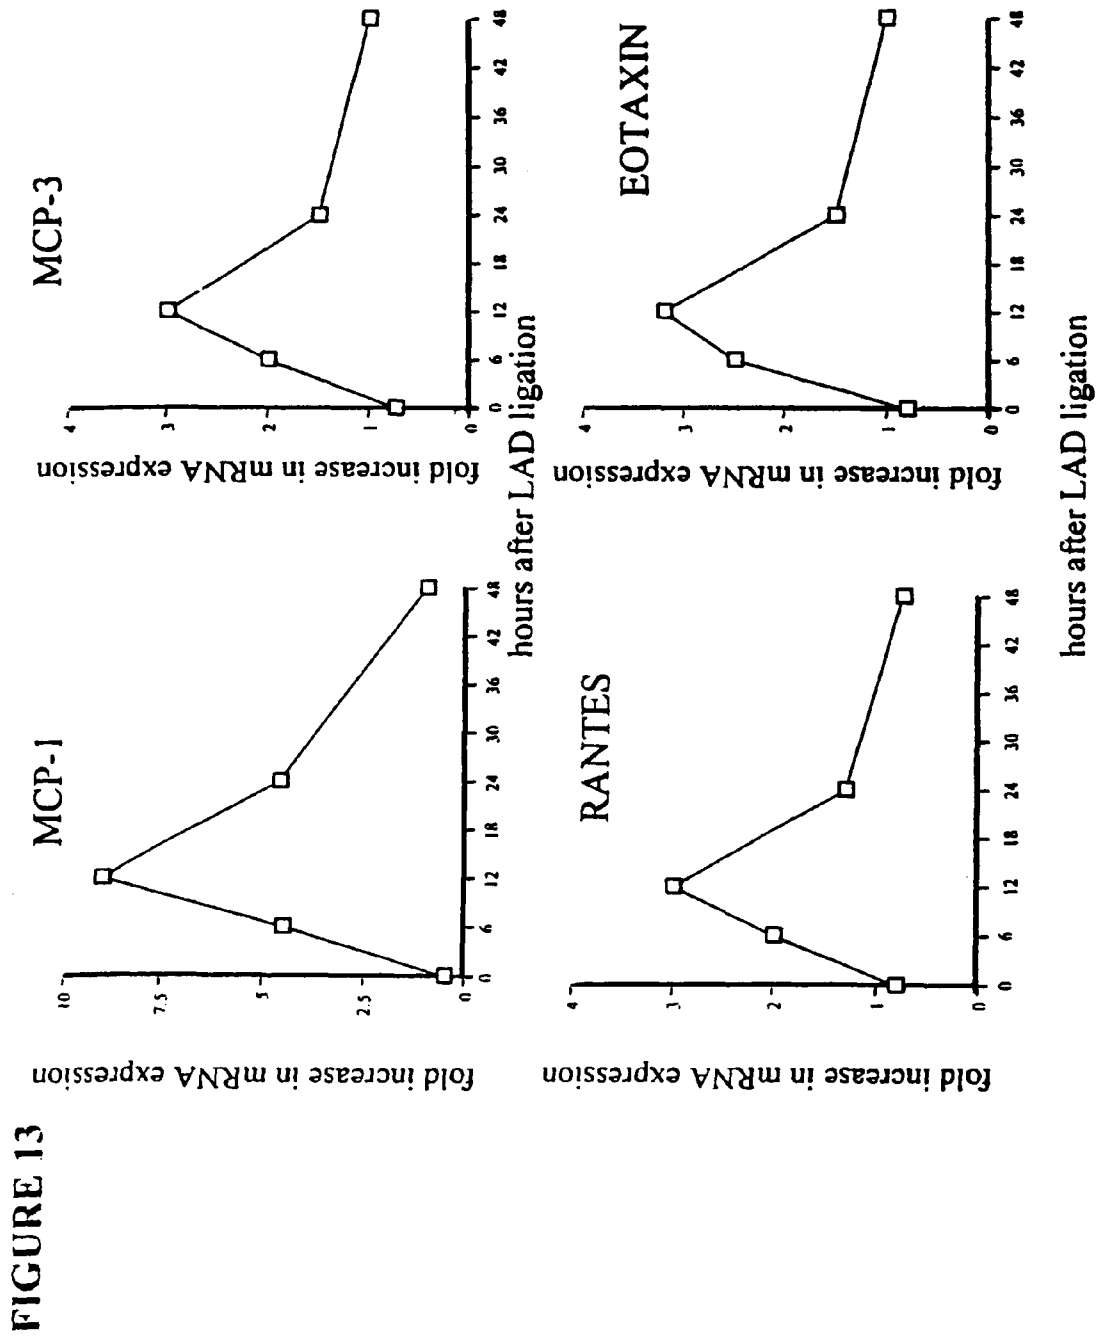 FIGURE 13
MCP-1
fold increase in mRNA expression
10
7.5
5
2.5
0
0 6 12 18 24 30 36 42 48
MCP-3
fold increase in mRNA expression
4
3
2
1
0
0 6 12 18 24 30 36 42 48
hours after LAD ligation
RANTES
fold increase in mRNA expression
4
3
2
1
0
0 6 12 18 24 30 36 42 48
EOTAXIN
fold increase in mRNA expression
4
3
2
1
0
0 6 12 18 24 30 36 42 48
hours after LAD ligation